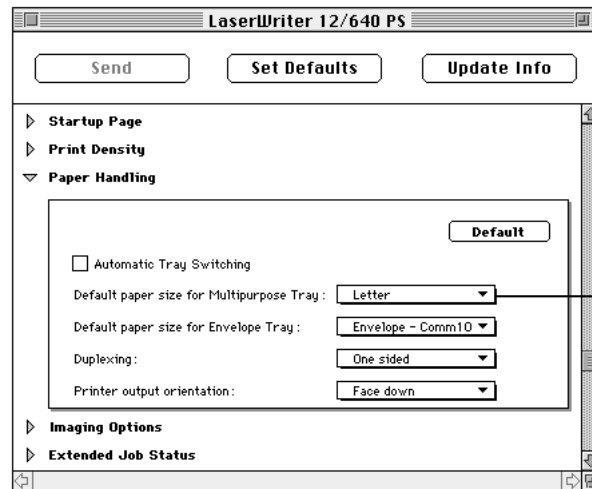 LaserWriter 12/640 PS
Send Set Defaults Update Info
Startup Page
Print Density
Paper Handling
Default
Automatic Tray Switching
Default paper size for Multipurpose Tray : Letter
Default paper size for Envelope Tray : Envelope - Comm10
Duplexing : One sided
Printer output orientation : Face down
Imaging Options
Extended Job Status